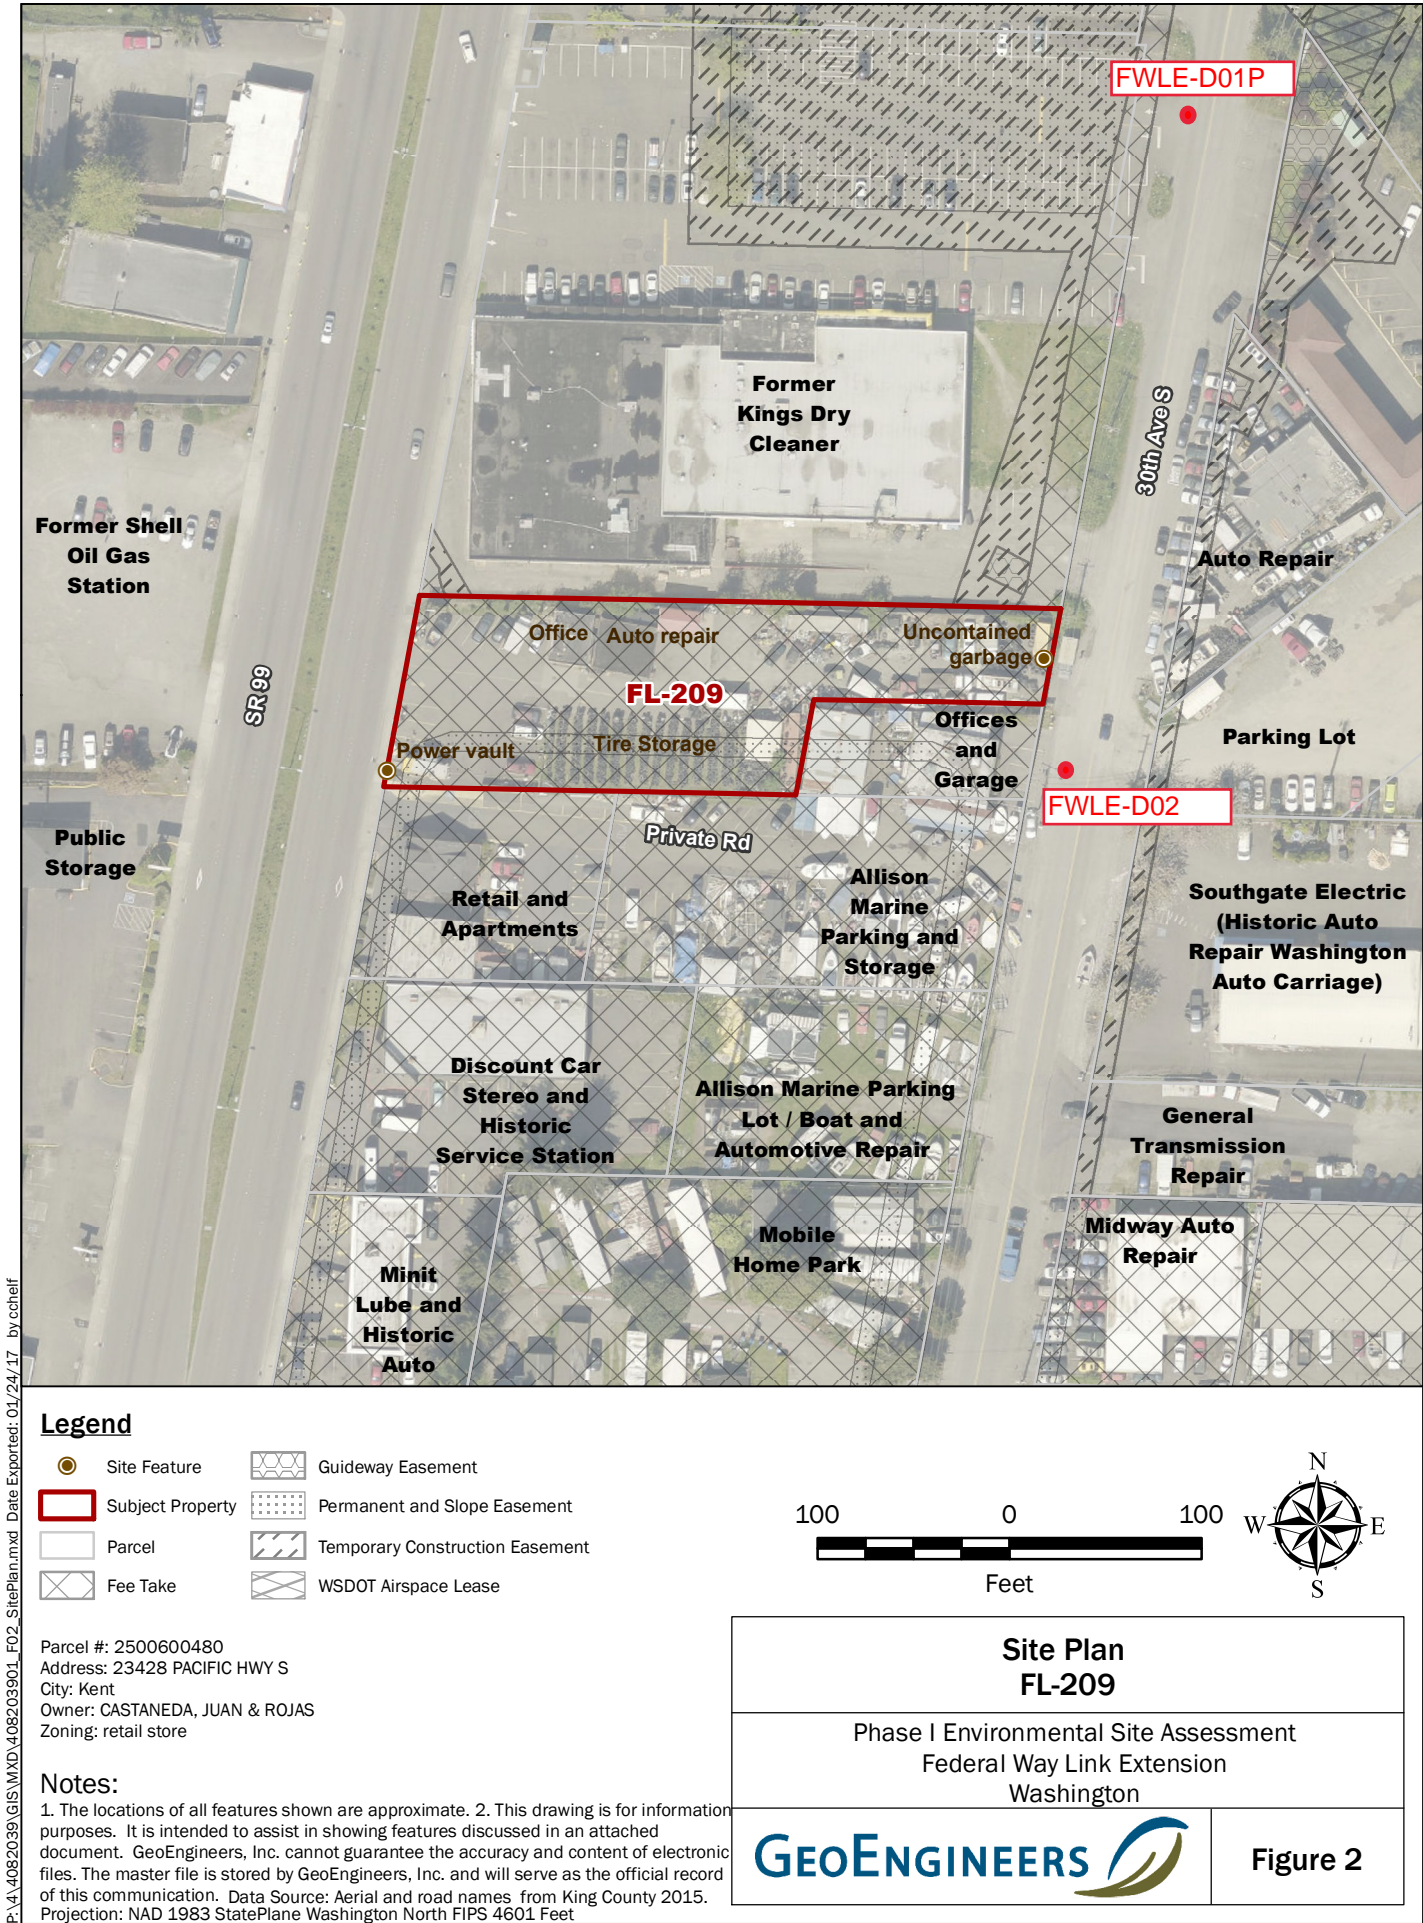 FWLE-D01P
Former
Kings Dry
Cleaner
30th Ave S
Former Shell
Oil Gas
Station
Auto Repair
Office
Auto repair
Uncontained
garbage
FL-209
SR 99
Offices
and
Garage
Parking Lot
Power vault
Tire Storage
FWLE-D02
Public
Storage
Private Rd
Retail and
Apartments
Allison
Marine
Parking and
Storage
Southgate Electric
(Historic Auto
Repair Washington
Auto Carriage)
Discount Car
Stereo and
Historic
Service Station
Allison Marine Parking
Lot / Boat and
Automotive Repair
General
Transmission
Repair
Mobile
Home Park
Midway Auto
Repair
Minit
Lube and
Historic
Auto
P:\4\4082039\GIS\MXD\408203901_F02_SitePlan.mxd Date Exported: 01/24/17 by cchelf
Legend
Site Feature
Subject Property
Parcel
Fee Take
Guideway Easement
Permanent and Slope Easement
Temporary Construction Easement
WSDOT Airspace Lease
100 0 100
Feet
N
W E
S
Parcel #: 2500600480
Address: 23428 PACIFIC HWY S
City: Kent
Owner: CASTANEDA, JUAN & ROJAS
Zoning: retail store
Notes:
1. The locations of all features shown are approximate. 2. This drawing is for information
purposes. It is intended to assist in showing features discussed in an attached
document. GeoEngineers, Inc. cannot guarantee the accuracy and content of electronic
files. The master file is stored by GeoEngineers, Inc. and will serve as the official record
of this communication. Data Source: Aerial and road names from King County 2015.
Projection: NAD 1983 StatePlane Washington North FIPS 4601 Feet
Site Plan
FL-209
Phase I Environmental Site Assessment
Federal Way Link Extension
Washington
GEOENGINEERS
Figure 2